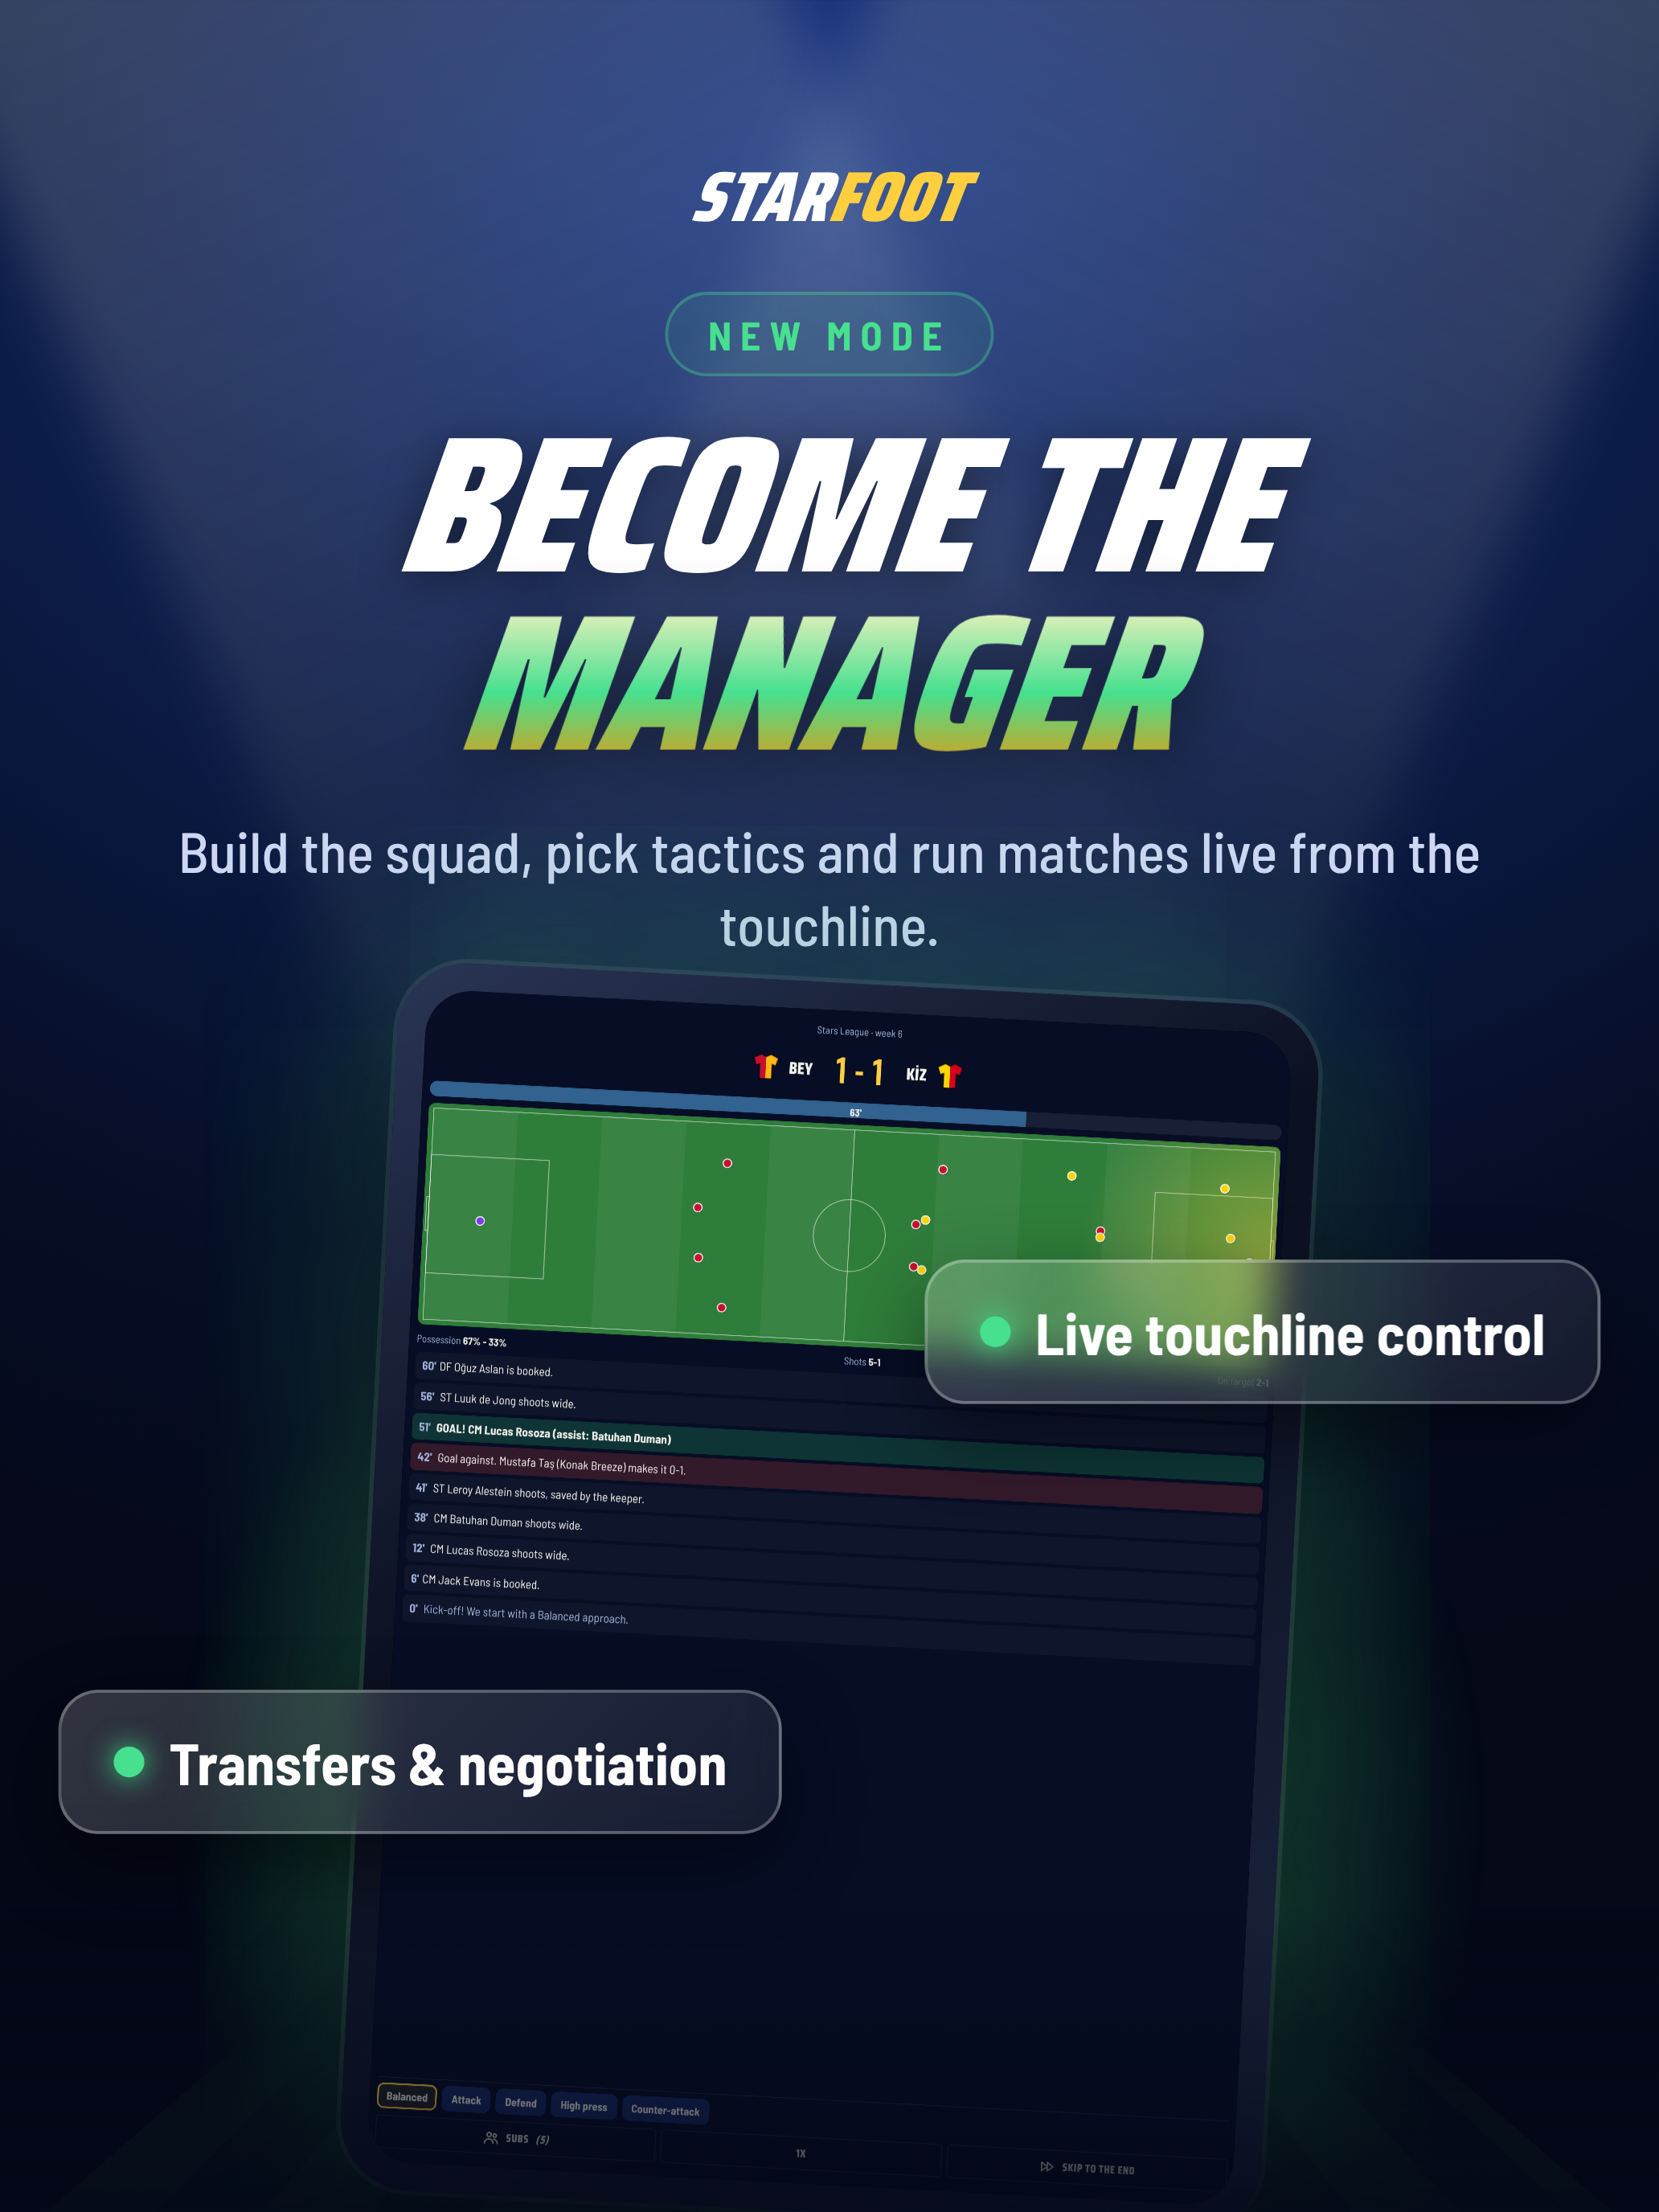 STARFOOT
NEW MODE
BECOME THE
MANAGER
Build the squad, pick tactics and run matches live from the
touchline.
Stars League - week 6
BEY 1 - 1 KİZ
63'
Live touchline control
Possession 67% - 33%
Shots 5-1
On target 2-1
60' DF Oğuz Aslan is booked.
56' ST Luuk de Jong shoots wide.
51' GOAL! CM Lucas Rosoza (assist: Batuhan Duman)
42' Goal against. Mustafa Taş (Konak Breeze) makes it 0-1.
41' ST Leroy Alestein shoots, saved by the keeper.
38' CM Batuhan Duman shoots wide.
12' CM Lucas Rosoza shoots wide.
6' CM Jack Evans is booked.
0' Kick-off! We start with a Balanced approach.
Transfers & negotiation
Balanced Attack Defend High press Counter-attack
SUBS (5) 1X SKIP TO THE END